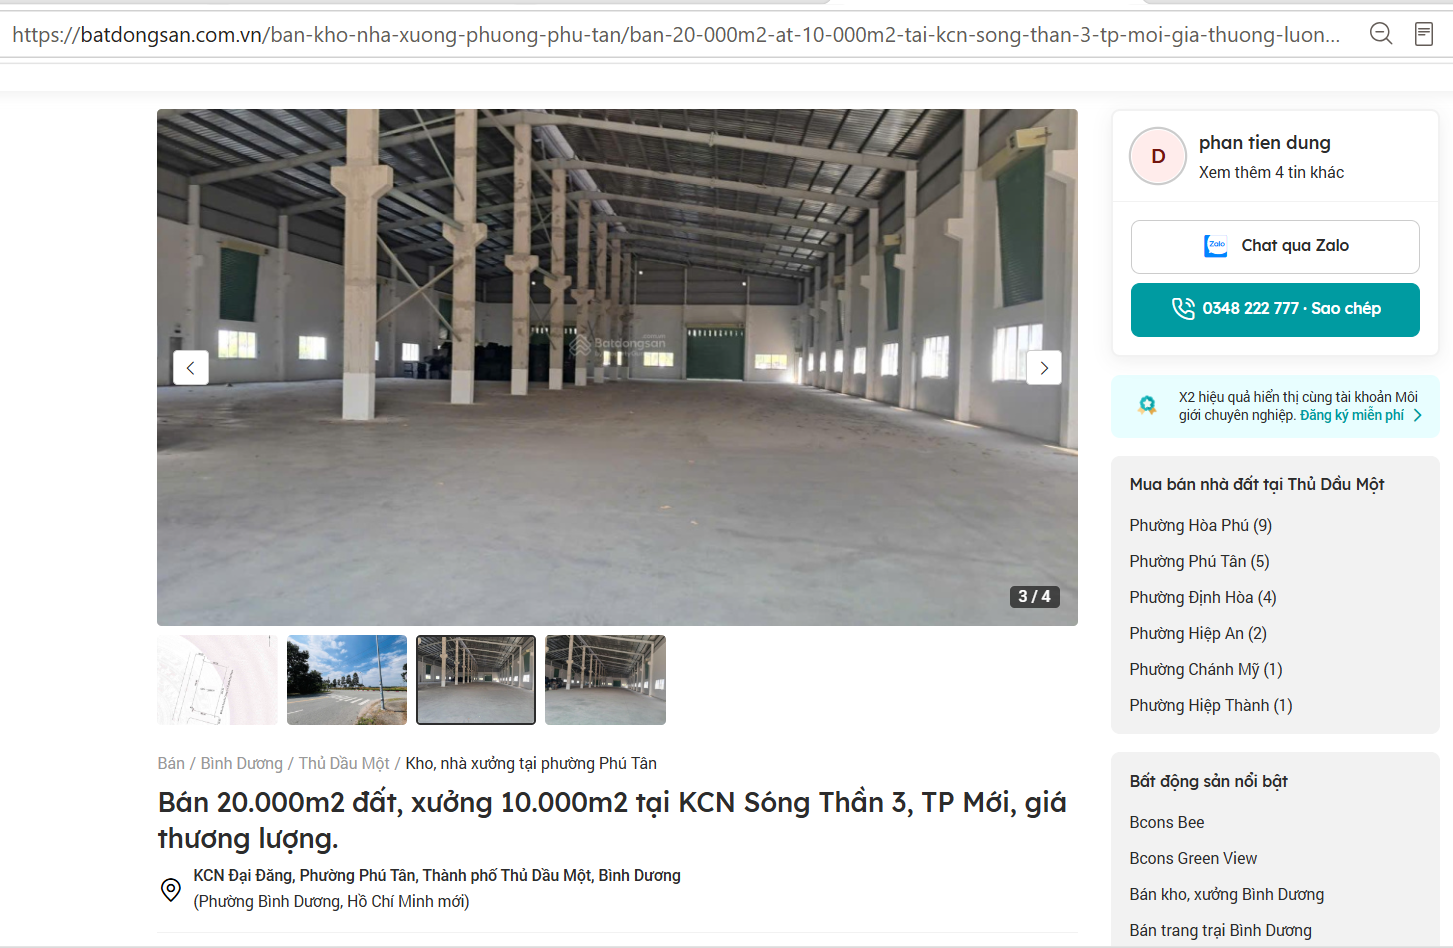 https://batdongsan.com.vn/ban-kho-nha-xuong-phuong-phu-tan/ban-20-000m2-at-10-000m2-tai-kcn-song-than-3-tp-moi-gia-thuong-luon...
Batdongsan
3 / 4
Bán / Bình Dương / Thủ Dầu Một / Kho, nhà xưởng tại phường Phú Tân
Bán 20.000m2 đất, xưởng 10.000m2 tại KCN Sóng Thần 3, TP Mới, giá
thương lượng.
KCN Đại Đăng, Phường Phú Tân, Thành phố Thủ Dầu Một, Bình Dương
(Phường Bình Dương, Hồ Chí Minh mới)
D
phan tien dung
Xem thêm 4 tin khác
Zalo
Chat qua Zalo
0348 222 777 · Sao chép
X2 hiệu quả hiển thị cùng tài khoản Môi
giới chuyên nghiệp. Đăng ký miễn phí
Mua bán nhà đất tại Thủ Dầu Một
Phường Hòa Phú (9)
Phường Phú Tân (5)
Phường Định Hòa (4)
Phường Hiệp An (2)
Phường Chánh Mỹ (1)
Phường Hiệp Thành (1)
Bất động sản nổi bật
Bcons Bee
Bcons Green View
Bán kho, xưởng Bình Dương
Bán trang trại Bình Dương